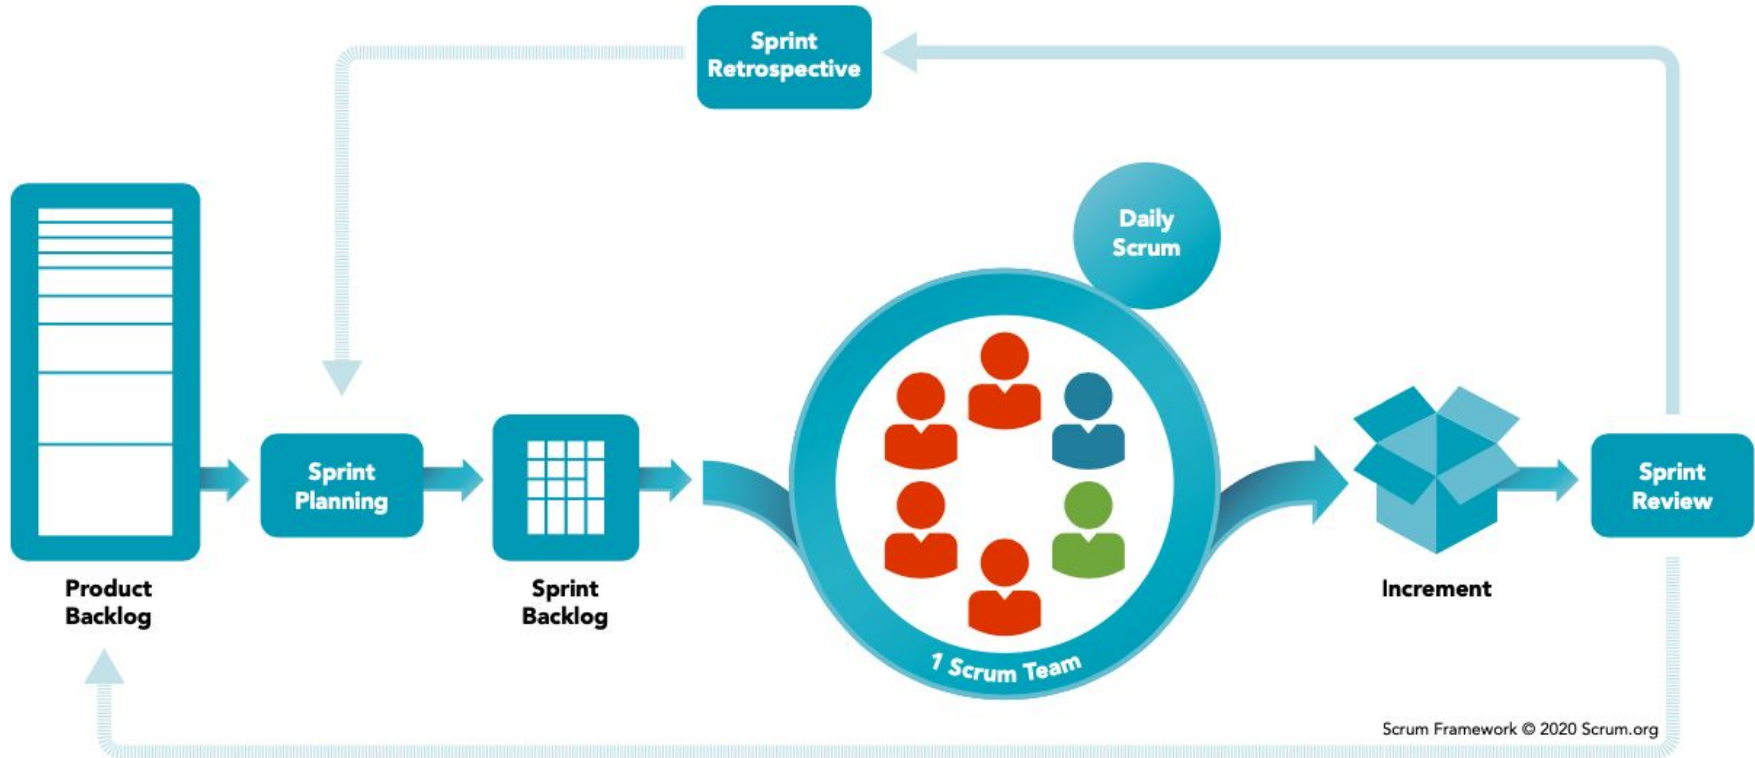 Sprint
Retrospective
Daily
Scrum
Sprint
Planning
Sprint
Review
Product
Backlog
Sprint
Backlog
1 Scrum Team
Increment
Scrum Framework © 2020 Scrum.org